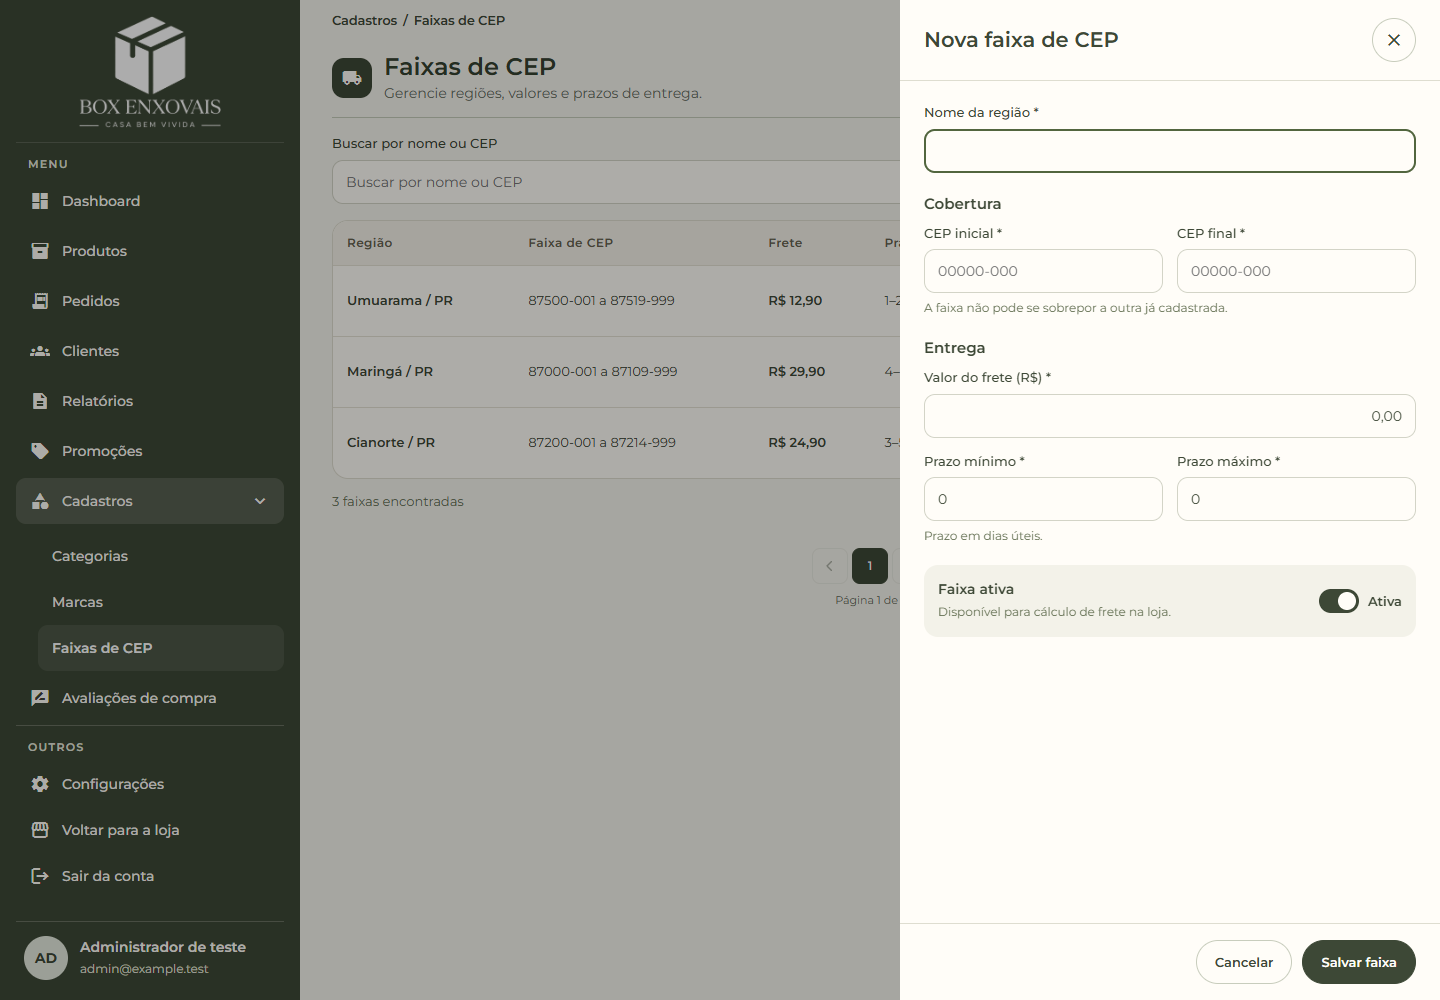 BOX ENXOVAIS
CASA BEM VIVIDA
MENU
Dashboard
Produtos
Pedidos
Clientes
Relatórios
Promoções
Cadastros
Categorias
Marcas
Faixas de CEP
Avaliações de compra
OUTROS
Configurações
Voltar para a loja
Sair da conta
AD
Administrador de teste
admin@example.test
Cadastros / Faixas de CEP
Faixas de CEP
Gerencie regiões, valores e prazos de entrega.
Buscar por nome ou CEP
Buscar por nome ou CEP
Região Faixa de CEP Frete
Umuarama / PR 87500-001 a 87519-999 R$ 12,90 1–2
Maringá / PR 87000-001 a 87109-999 R$ 29,90 4–
Cianorte / PR 87200-001 a 87214-999 R$ 24,90 3–
3 faixas encontradas
1
Página 1 de
Nova faixa de CEP
Nome da região *
Cobertura
CEP inicial * CEP final *
00000-000 00000-000
A faixa não pode se sobrepor a outra já cadastrada.
Entrega
Valor do frete (R$) *
0,00
Prazo mínimo * Prazo máximo *
0 0
Prazo em dias úteis.
Faixa ativa
Disponível para cálculo de frete na loja.
Ativa
Cancelar Salvar faixa